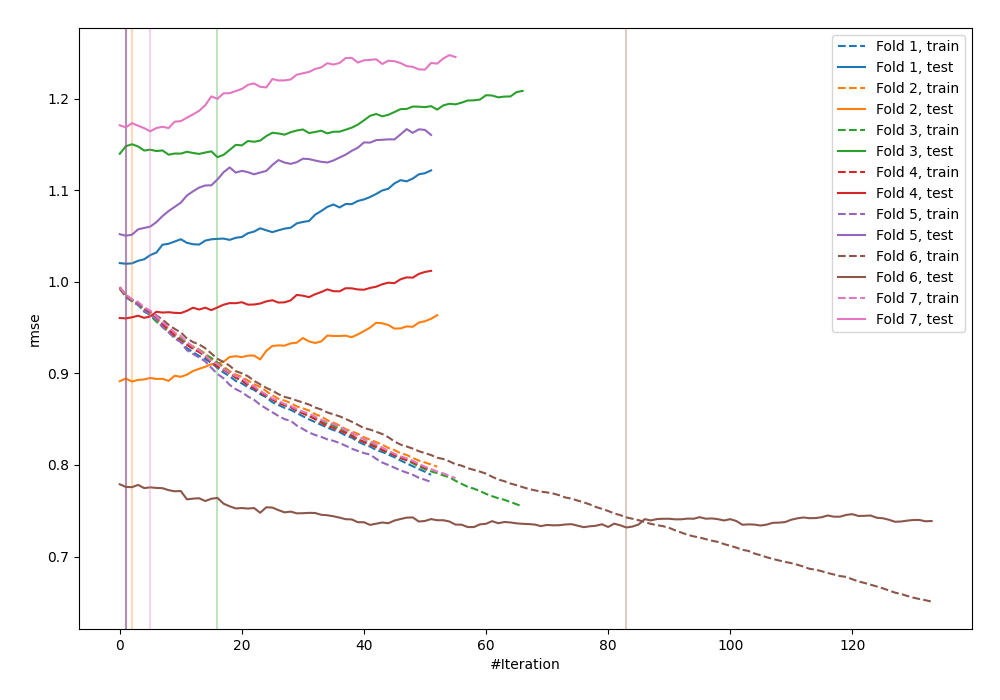 1.2
1.1
1.0
0.9
0.8
0.7
rmse
0
20
40
60
80
100
120
#Iteration
Fold 1, train
Fold 1, test
Fold 2, train
Fold 2, test
Fold 3, train
Fold 3, test
Fold 4, train
Fold 4, test
Fold 5, train
Fold 5, test
Fold 6, train
Fold 6, test
Fold 7, train
Fold 7, test